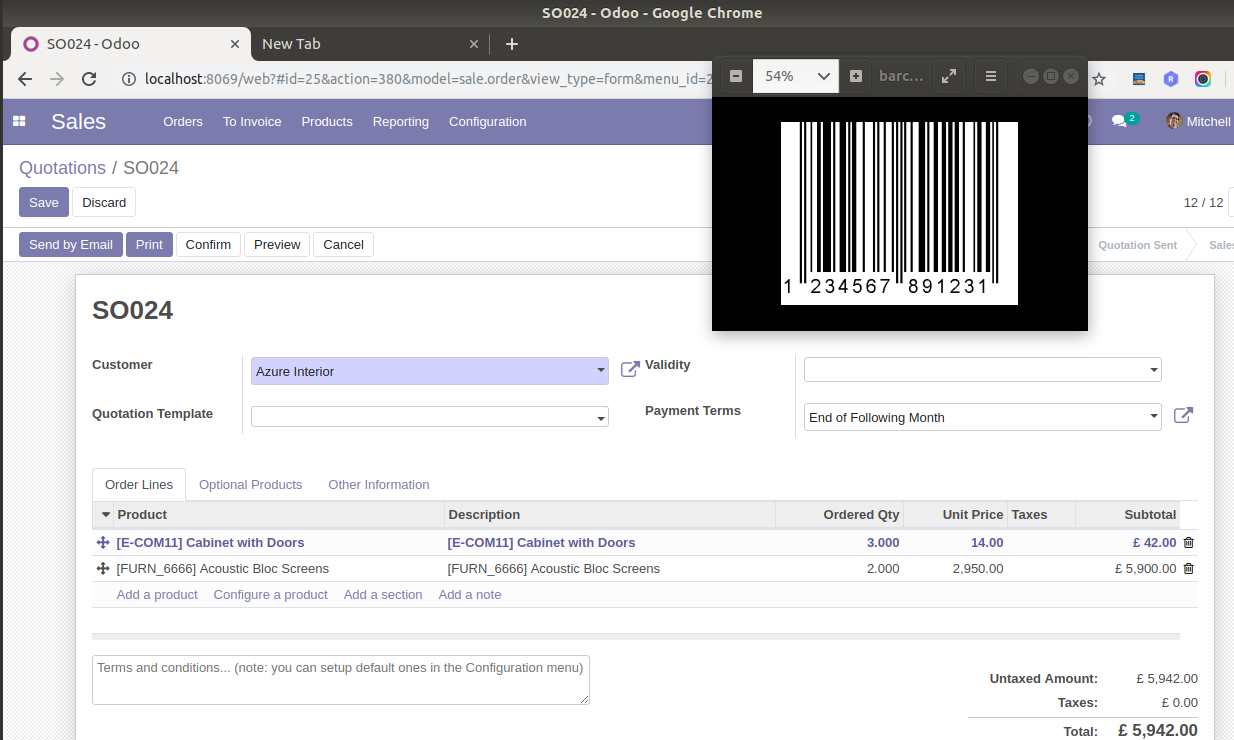 SO024 - Odoo - Google Chrome
SO024 - Odoo
New Tab
localhost:8069/web?#id=25&action=380&model=sale.order&view_type=form&menu_id=2
54%
barc...
Sales
Orders
To Invoice
Products
Reporting
Configuration
2
Mitchell
1 234567 891231
Quotations / SO024
Save
Discard
12 / 12
Send by Email
Print
Confirm
Preview
Cancel
Quotation Sent
Sales
SO024
Customer
Azure Interior
Validity
Quotation Template
Payment Terms
End of Following Month
Order Lines
Optional Products
Other Information
Product Description Ordered Qty Unit Price Taxes Subtotal
[E-COM11] Cabinet with Doors [E-COM11] Cabinet with Doors 3.000 14.00 £ 42.00
[FURN_6666] Acoustic Bloc Screens [FURN_6666] Acoustic Bloc Screens 2.000 2,950.00 £ 5,900.00
Add a product Configure a product Add a section Add a note
Terms and conditions... (note: you can setup default ones in the Configuration menu)
Untaxed Amount: £ 5,942.00
Taxes: £ 0.00
Total: £ 5,942.00